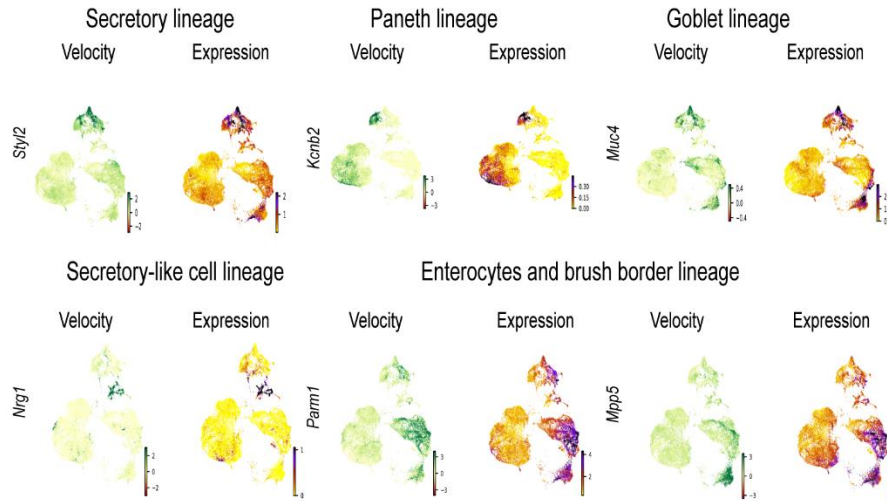 Secretory lineage
Paneth lineage
Goblet lineage
Velocity
Expression
Velocity
Expression
Velocity
Expression
Styl2
2
0
−2
2
1
Kcnb2
3
0
−3
0.30
0.15
0.00
Muc4
0.4
0.0
−0.4
2
0
Secretory-like cell lineage
Enterocytes and brush border lineage
Velocity
Expression
Velocity
Expression
Velocity
Expression
Nrg1
2
0
−2
1
0
Parm1
3
0
−3
4
2
Mpp5
3
0
−3
3